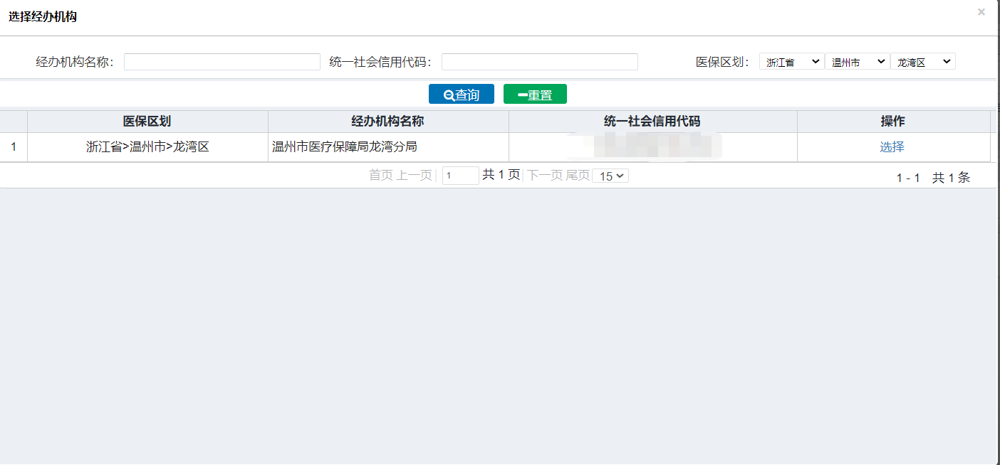 选择经办机构 ×
经办机构名称： 统一社会信用代码： 医保区划： 浙江省 温州市 龙湾区
查询 重置
医保区划 经办机构名称 统一社会信用代码 操作
1 浙江省>温州市>龙湾区 温州市医疗保障局龙湾分局 选择
首页 上一页 | 1 共 1 页 | 下一页 尾页 15 1 - 1 共 1 条